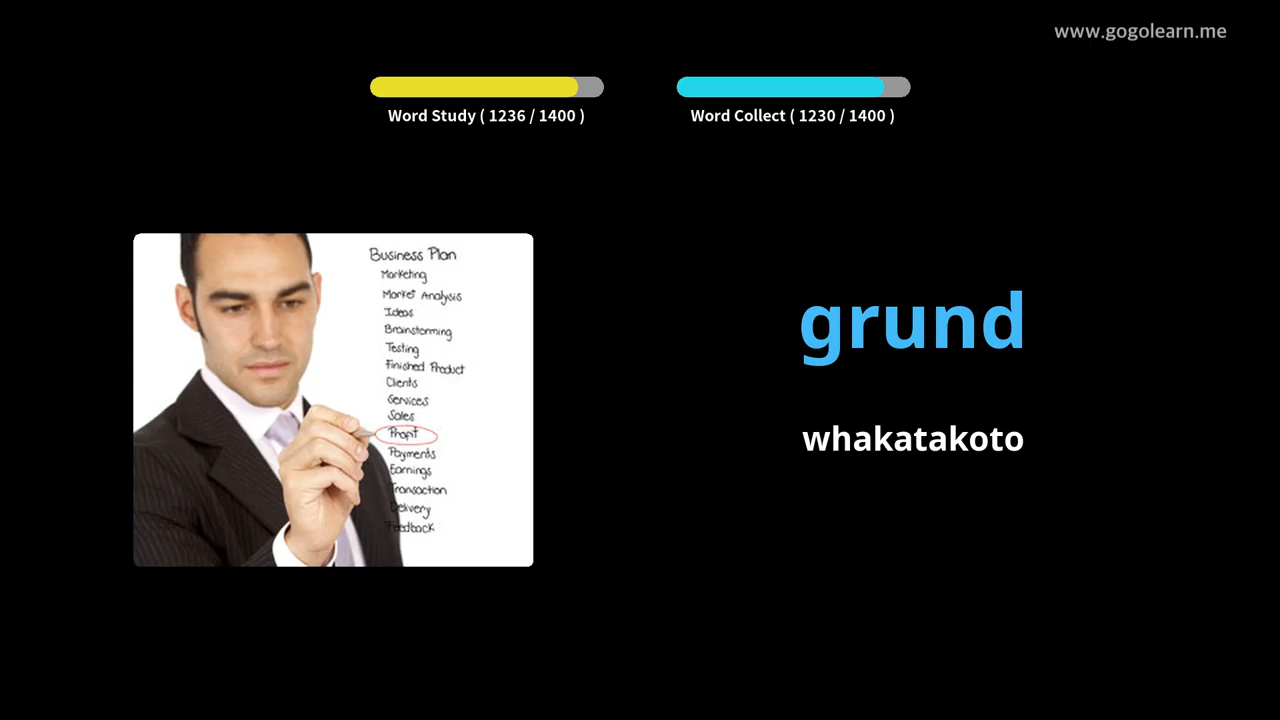 www.gogolearn.me
Word Study ( 1236 / 1400 )
Word Collect ( 1230 / 1400 )
Business Plan
Marketing
Market Analysis
Ideas
Brainstorming
Testing
Finished Product
Clients
Services
Sales
Profit
Payments
Earnings
Transaction
Delivery
Feedback
grund
whakatakoto